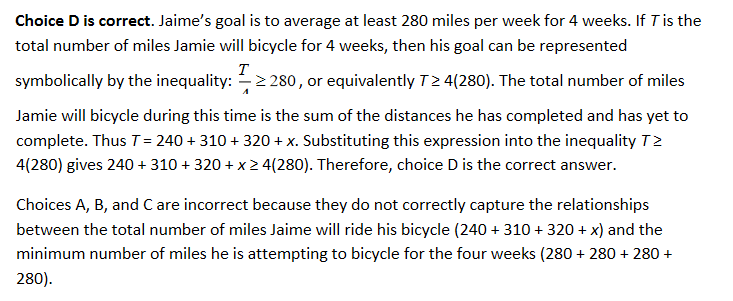 Choice D is correct. Jaime's goal is to average at least 280 miles per week for 4 weeks. If T is the
total number of miles Jamie will bicycle for 4 weeks, then his goal can be represented
symbolically by the inequality: T/4 ≥ 280, or equivalently T ≥ 4(280). The total number of miles
Jamie will bicycle during this time is the sum of the distances he has completed and has yet to
complete. Thus T = 240 + 310 + 320 + x. Substituting this expression into the inequality T ≥
4(280) gives 240 + 310 + 320 + x ≥ 4(280). Therefore, choice D is the correct answer.
Choices A, B, and C are incorrect because they do not correctly capture the relationships
between the total number of miles Jaime will ride his bicycle (240 + 310 + 320 + x) and the
minimum number of miles he is attempting to bicycle for the four weeks (280 + 280 + 280 +
280).